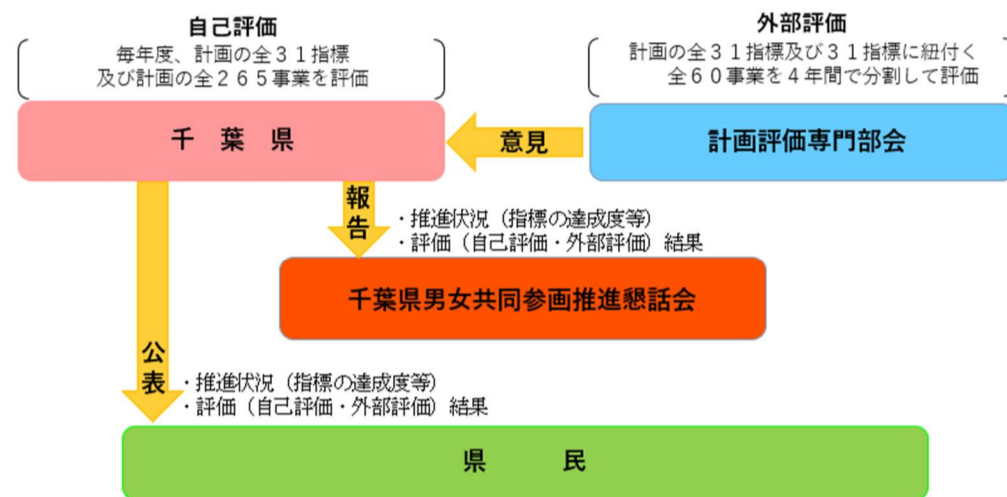 自己評価
毎年度、計画の全３１指標
及び計画の全２６５事業を評価
外部評価
計画の全３１指標及び３１指標に紐付く
全６０事業を４年間で分割して評価
千　葉　県
意見
計画評価専門部会
報告
・推進状況（指標の達成度等）
・評価（自己評価・外部評価）結果
千葉県男女共同参画推進懇話会
公表
・推進状況（指標の達成度等）
・評価（自己評価・外部評価）結果
県　　　民